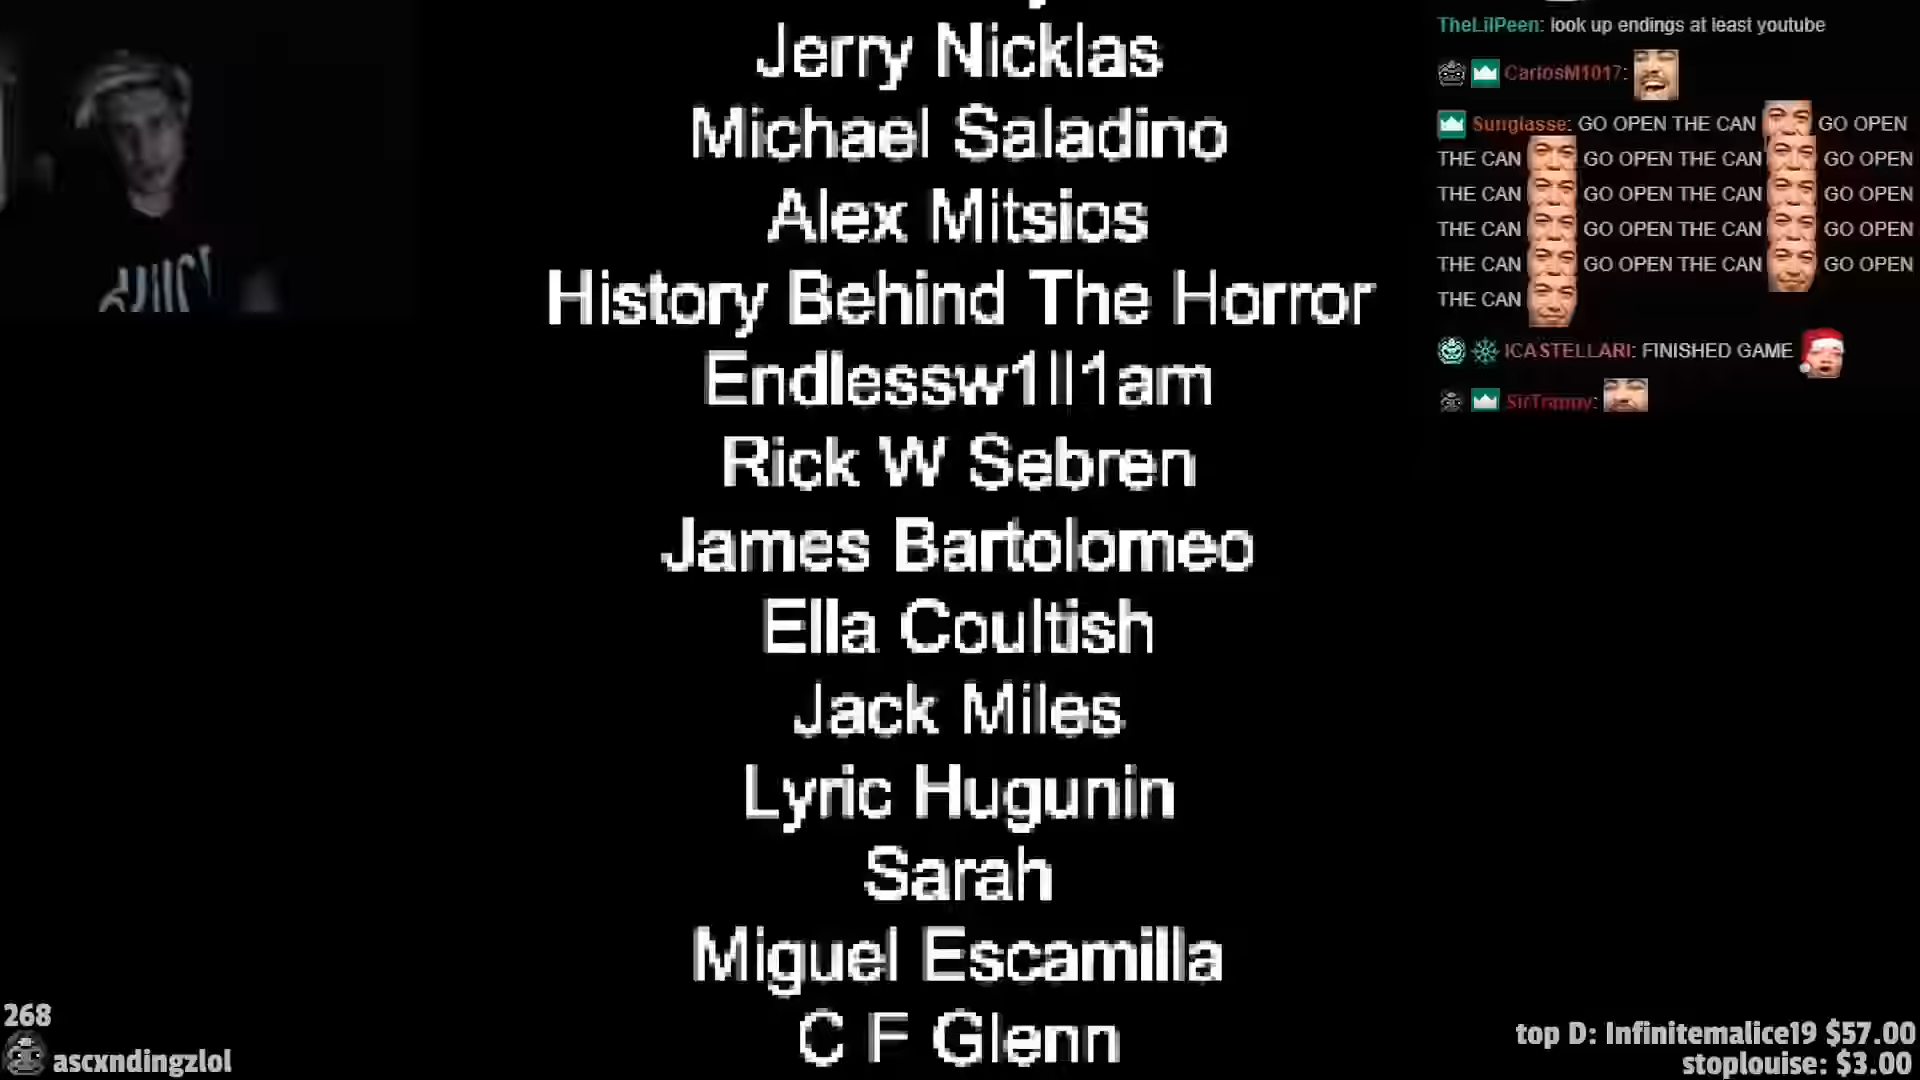 Jerry Nicklas
Michael Saladino
Alex Mitsios
History Behind The Horror
Endlessw1ll1am
Rick W Sebren
James Bartolomeo
Ella Coultish
Jack Miles
Lyric Hugunin
Sarah
Miguel Escamilla
C F Glenn
TheLilPeen: look up endings at least youtube
CarlosM1017:
Sunglasse: GO OPEN THE CAN GO OPEN
THE CAN GO OPEN THE CAN GO OPEN
THE CAN GO OPEN THE CAN GO OPEN
THE CAN GO OPEN THE CAN GO OPEN
THE CAN GO OPEN THE CAN GO OPEN
THE CAN
ICASTELLARI: FINISHED GAME
268
ascxndingzlol
top D: Infinitemalice19 $57.00
stoplouise: $3.00